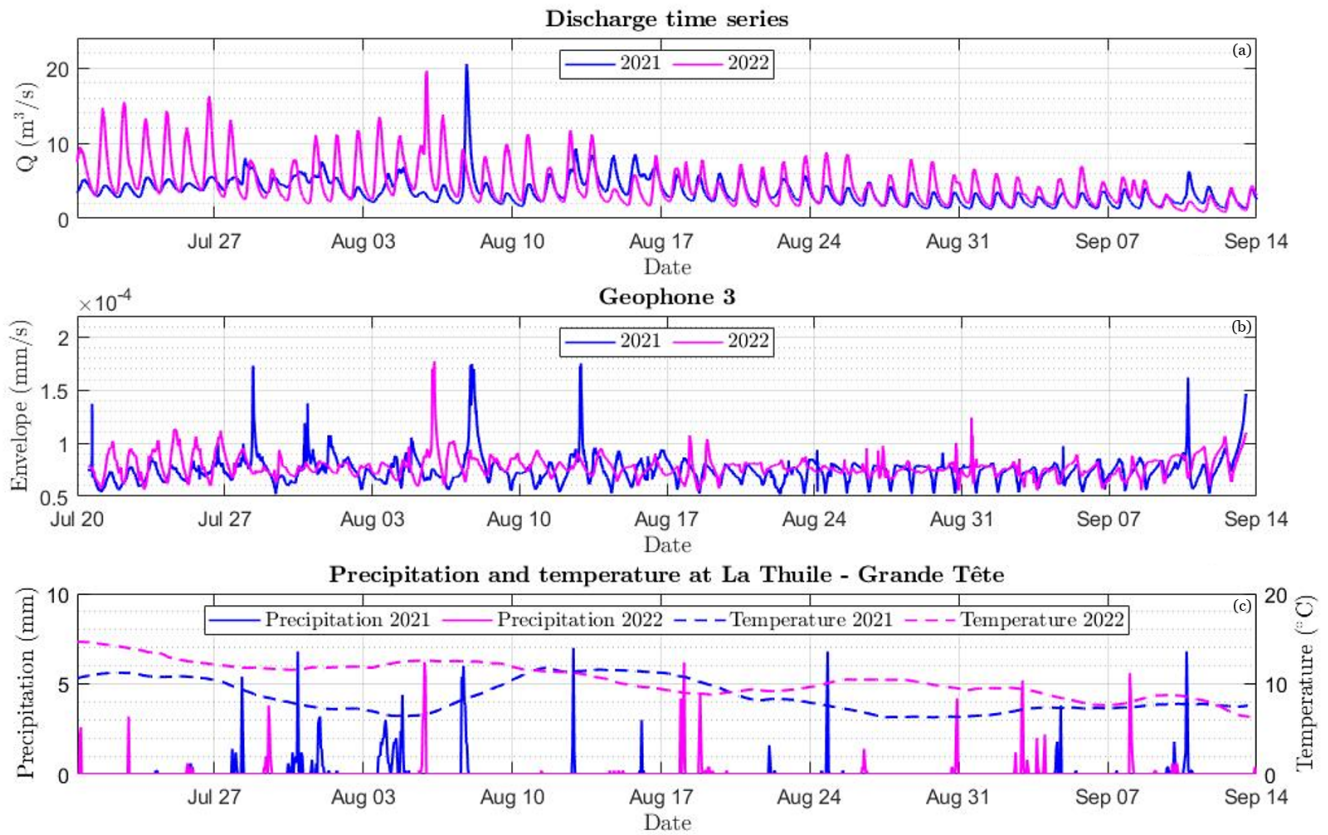 Discharge time series
(a)
2021 2022
20
10
0
Q (m³/s)
Jul 27 Aug 03 Aug 10 Aug 17 Aug 24 Aug 31 Sep 07 Sep 14
Date
×10⁻⁴
Geophone 3
(b)
2021 2022
2
1.5
1
0.5
Envelope (mm/s)
Jul 20 Jul 27 Aug 03 Aug 10 Aug 17 Aug 24 Aug 31 Sep 07 Sep 14
Date
Precipitation and temperature at La Thuile - Grande Tête
(c)
Precipitation 2021 Precipitation 2022 Temperature 2021 Temperature 2022
10
5
0
Precipitation (mm)
20
10
0
Temperature (°C)
Jul 27 Aug 03 Aug 10 Aug 17 Aug 24 Aug 31 Sep 07 Sep 14
Date